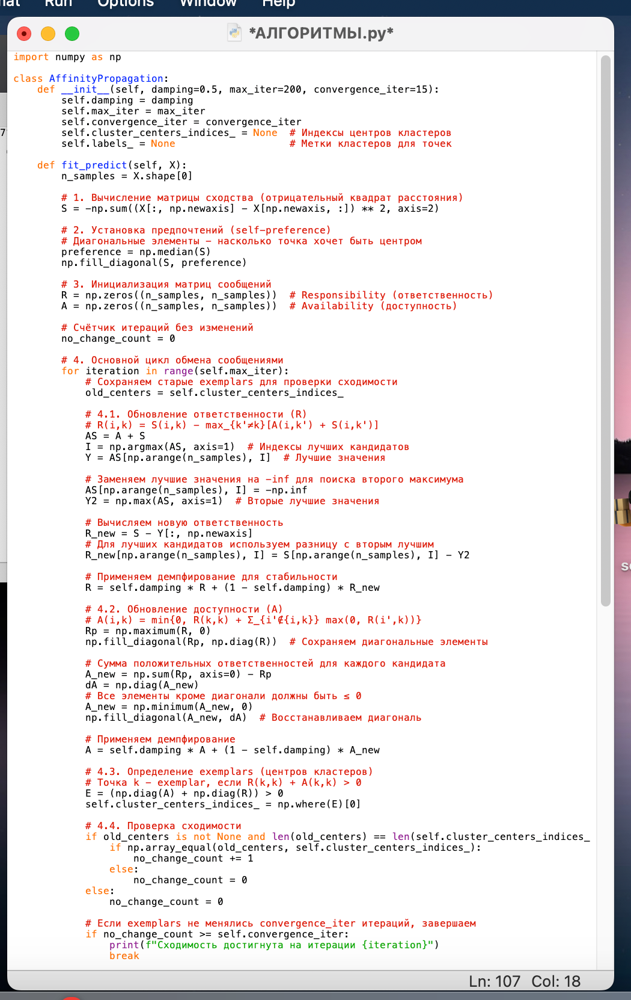 Run Options Window Help
*АЛГОРИТМЫ.py*
import numpy as np
class AffinityPropagation:
def __init__(self, damping=0.5, max_iter=200, convergence_iter=15):
self.damping = damping
self.max_iter = max_iter
self.convergence_iter = convergence_iter
self.cluster_centers_indices_ = None  # Индексы центров кластеров
self.labels_ = None                   # Метки кластеров для точек
def fit_predict(self, X):
n_samples = X.shape[0]
# 1. Вычисление матрицы сходства (отрицательный квадрат расстояния)
S = -np.sum((X[:, np.newaxis] - X[np.newaxis, :]) ** 2, axis=2)
# 2. Установка предпочтений (self-preference)
# Диагональные элементы - насколько точка хочет быть центром
preference = np.median(S)
np.fill_diagonal(S, preference)
# 3. Инициализация матриц сообщений
R = np.zeros((n_samples, n_samples))  # Responsibility (ответственность)
A = np.zeros((n_samples, n_samples))  # Availability (доступность)
# Счётчик итераций без изменений
no_change_count = 0
# 4. Основной цикл обмена сообщениями
for iteration in range(self.max_iter):
# Сохраняем старые exemplars для проверки сходимости
old_centers = self.cluster_centers_indices_
# 4.1. Обновление ответственности (R)
# R(i,k) = S(i,k) - max_{k'≠k}[A(i,k') + S(i,k')]
AS = A + S
I = np.argmax(AS, axis=1)  # Индексы лучших кандидатов
Y = AS[np.arange(n_samples), I]  # Лучшие значения
# Заменяем лучшие значения на -inf для поиска второго максимума
AS[np.arange(n_samples), I] = -np.inf
Y2 = np.max(AS, axis=1)  # Вторые лучшие значения
# Вычисляем новую ответственность
R_new = S - Y[:, np.newaxis]
# Для лучших кандидатов используем разницу с вторым лучшим
R_new[np.arange(n_samples), I] = S[np.arange(n_samples), I] - Y2
# Применяем демпфирование для стабильности
R = self.damping * R + (1 - self.damping) * R_new
# 4.2. Обновление доступности (A)
# A(i,k) = min{0, R(k,k) + Σ_{i'∉{i,k}} max(0, R(i',k))}
Rp = np.maximum(R, 0)
np.fill_diagonal(Rp, np.diag(R))  # Сохраняем диагональные элементы
# Сумма положительных ответственностей для каждого кандидата
A_new = np.sum(Rp, axis=0) - Rp
dA = np.diag(A_new)
# Все элементы кроме диагонали должны быть ≤ 0
A_new = np.minimum(A_new, 0)
np.fill_diagonal(A_new, dA)  # Восстанавливаем диагональ
# Применяем демпфирование
A = self.damping * A + (1 - self.damping) * A_new
# 4.3. Определение exemplars (центров кластеров)
# Точка k - exemplar, если R(k,k) + A(k,k) > 0
E = (np.diag(A) + np.diag(R)) > 0
self.cluster_centers_indices_ = np.where(E)[0]
# 4.4. Проверка сходимости
if old_centers is not None and len(old_centers) == len(self.cluster_centers_indices_
if np.array_equal(old_centers, self.cluster_centers_indices_):
no_change_count += 1
else:
no_change_count = 0
else:
no_change_count = 0
# Если exemplars не менялись convergence_iter итераций, завершаем
if no_change_count >= self.convergence_iter:
print(f"Сходимость достигнута на итерации {iteration}")
break
Ln: 107 Col: 18